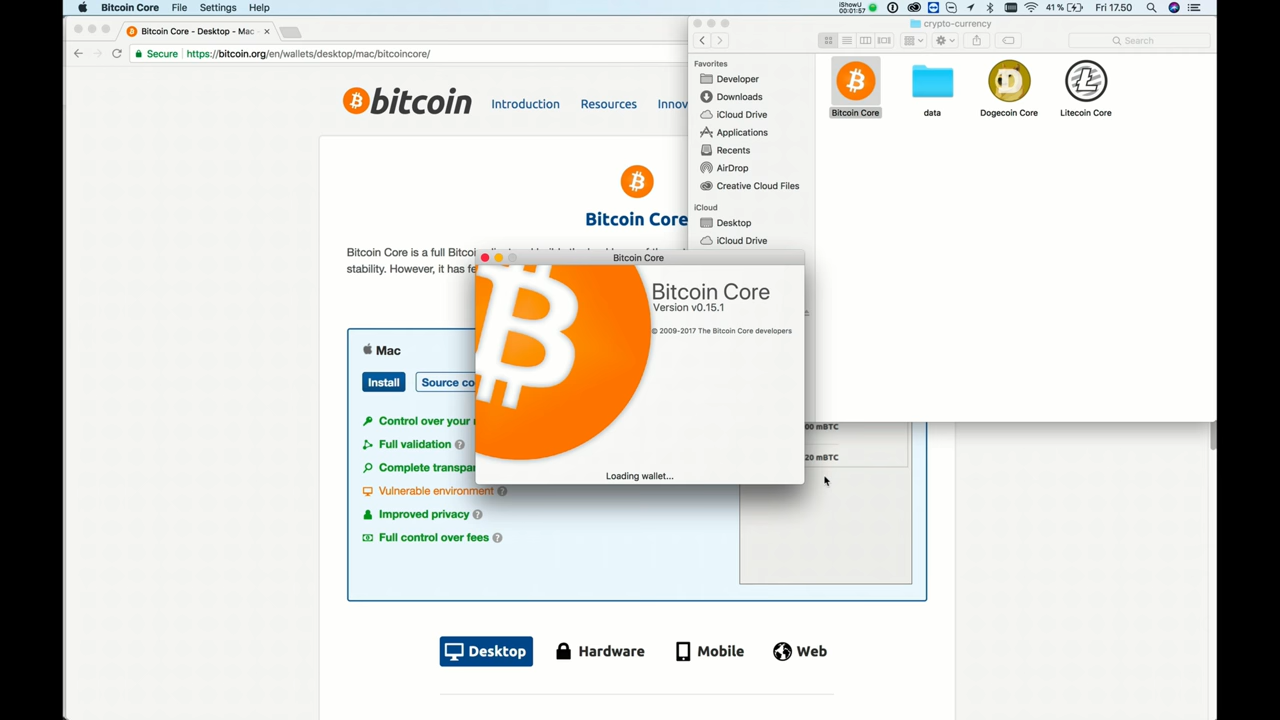 Bitcoin Core File Settings Help
iShowU
00:01:57
41 %
Fri 17.50
Bitcoin Core - Desktop - Mac
Secure https://bitcoin.org/en/wallets/desktop/mac/bitcoincore/
crypto-currency
Search
Favorites
Developer
Downloads
iCloud Drive
Applications
Recents
AirDrop
Creative Cloud Files
iCloud
Desktop
iCloud Drive
Bitcoin Core
data
Dogecoin Core
Litecoin Core
bitcoin
Introduction Resources Innov
Bitcoin Core
Bitcoin Core is a full Bitcoi
stability. However, it has fe
Bitcoin Core
Bitcoin Core
Version v0.15.1
© 2009-2017 The Bitcoin Core developers
Loading wallet...
Mac
Install
Source co
Control over your
Full validation ?
Complete transpa
Vulnerable environment ?
Improved privacy ?
Full control over fees ?
00 mBTC
20 mBTC
Desktop Hardware Mobile Web